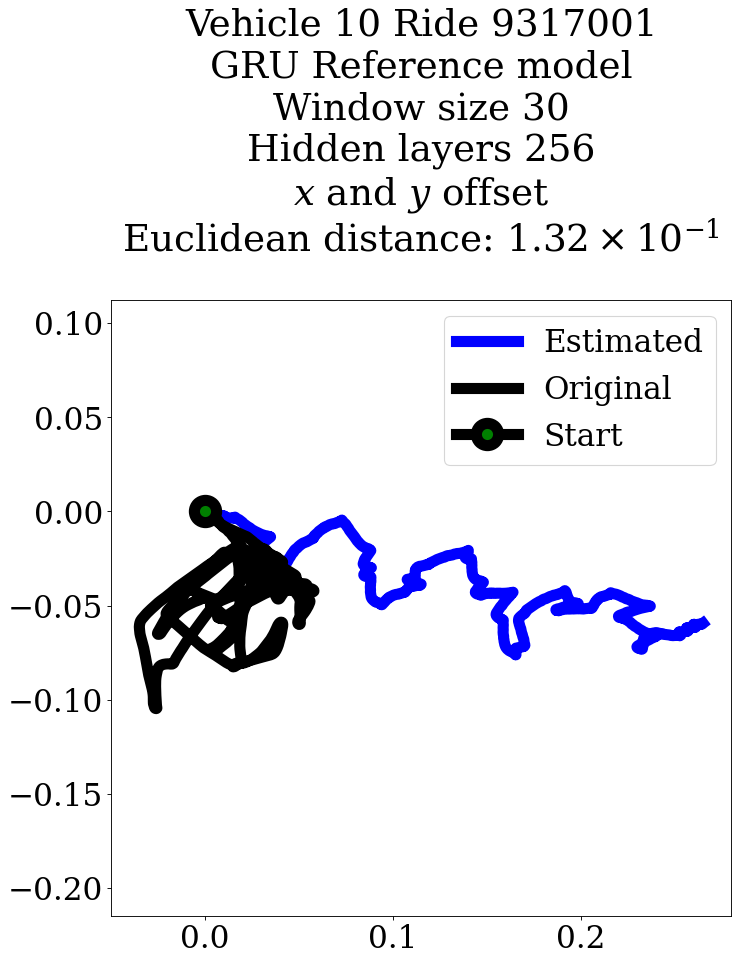 Vehicle 10 Ride 9317001
GRU Reference model
Window size 30
Hidden layers 256
x and y offset
Euclidean distance: 1.32 × 10⁻¹
Estimated
Original
Start
0.10
0.05
0.00
−0.05
−0.10
−0.15
−0.20
0.0 0.1 0.2